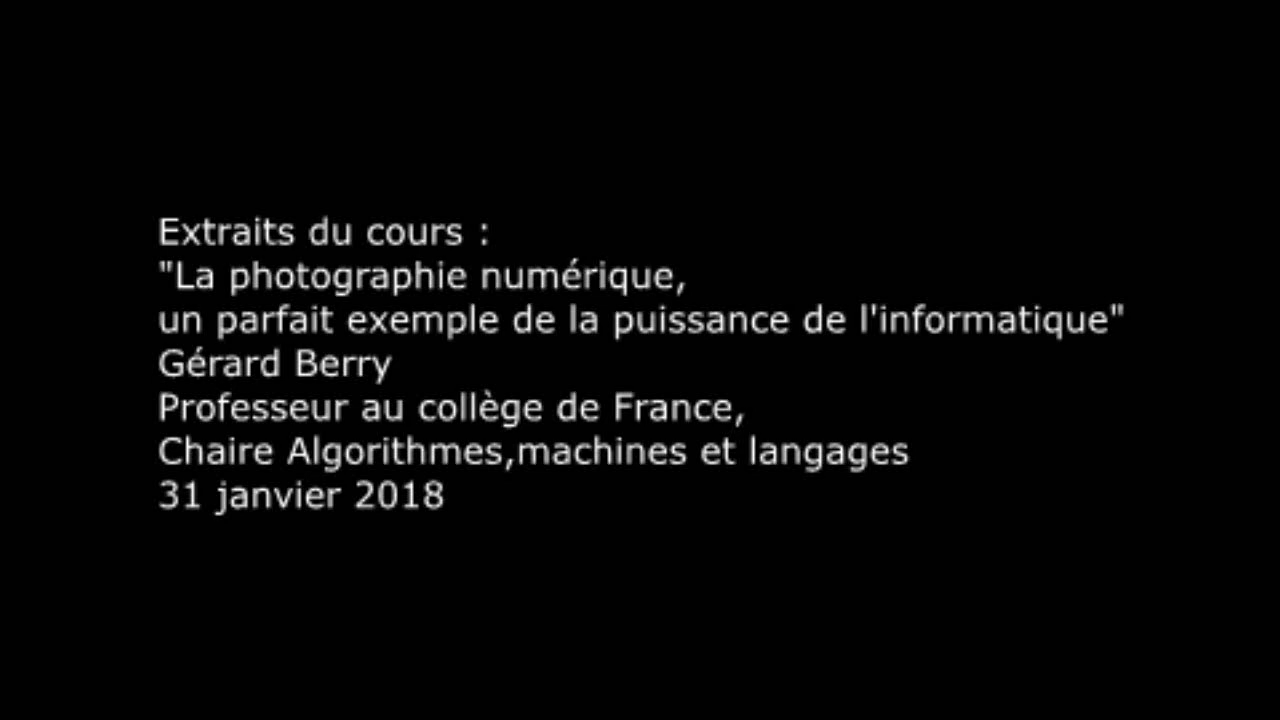 Extraits du cours :
"La photographie numérique,
un parfait exemple de la puissance de l'informatique"
Gérard Berry
Professeur au collège de France,
Chaire Algorithmes,machines et langages
31 janvier 2018